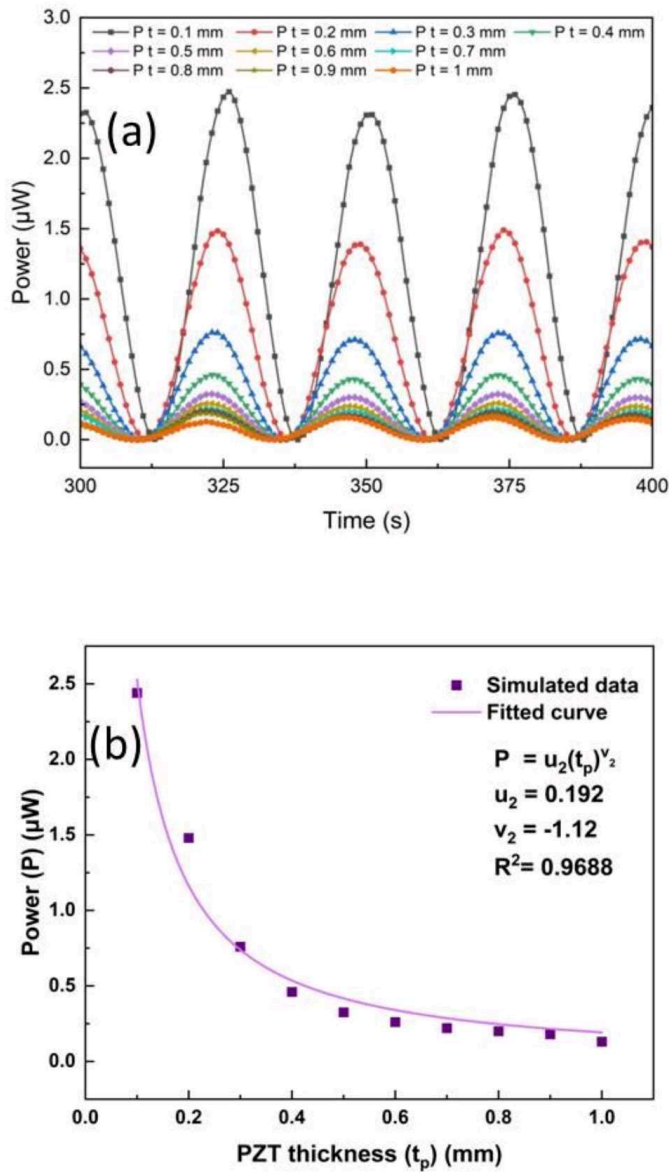 P t = 0.1 mm P t = 0.2 mm P t = 0.3 mm P t = 0.4 mm
P t = 0.5 mm P t = 0.6 mm P t = 0.7 mm
P t = 0.8 mm P t = 0.9 mm P t = 1 mm
(a)
3.0
2.5
2.0
1.5
1.0
0.5
0.0
Power (µW)
300 325 350 375 400
Time (s)
Simulated data
Fitted curve
(b)
P = u₂(tₚ)^v₂
u₂ = 0.192
v₂ = -1.12
R²= 0.9688
2.5
2.0
1.5
1.0
0.5
0.0
Power (P) (µW)
0.0 0.2 0.4 0.6 0.8 1.0
PZT thickness (tₚ) (mm)